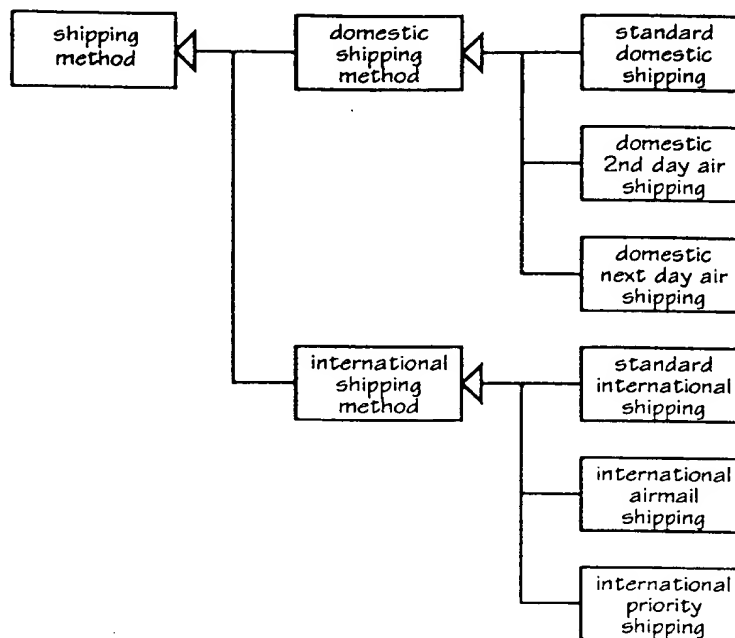 shipping
method
domestic
shipping
method
standard
domestic
shipping
domestic
2nd day air
shipping
domestic
next day air
shipping
international
shipping
method
standard
international
shipping
international
airmail
shipping
international
priority
shipping